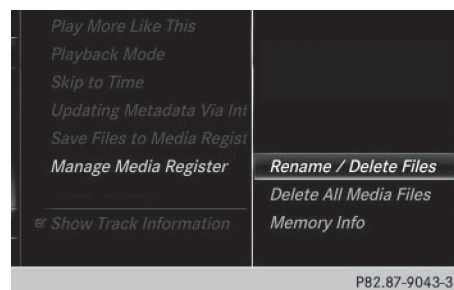 Play More Like This
Playback Mode
Skip to Time
Updating Metadata Via Int
Save Files to Media Regist
Manage Media Register
Show Track Information
Rename / Delete Files
Delete All Media Files
Memory Info
P82.87-9043-3